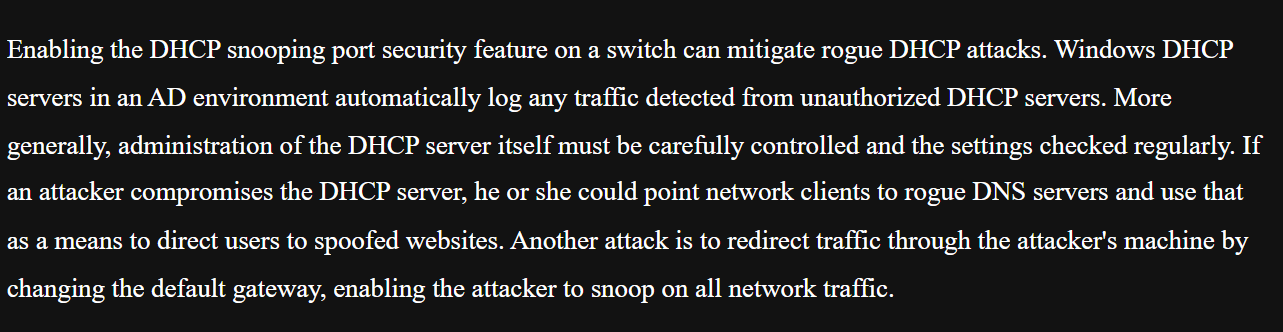 Enabling the DHCP snooping port security feature on a switch can mitigate rogue DHCP attacks. Windows DHCP
servers in an AD environment automatically log any traffic detected from unauthorized DHCP servers. More
generally, administration of the DHCP server itself must be carefully controlled and the settings checked regularly. If
an attacker compromises the DHCP server, he or she could point network clients to rogue DNS servers and use that
as a means to direct users to spoofed websites. Another attack is to redirect traffic through the attacker's machine by
changing the default gateway, enabling the attacker to snoop on all network traffic.